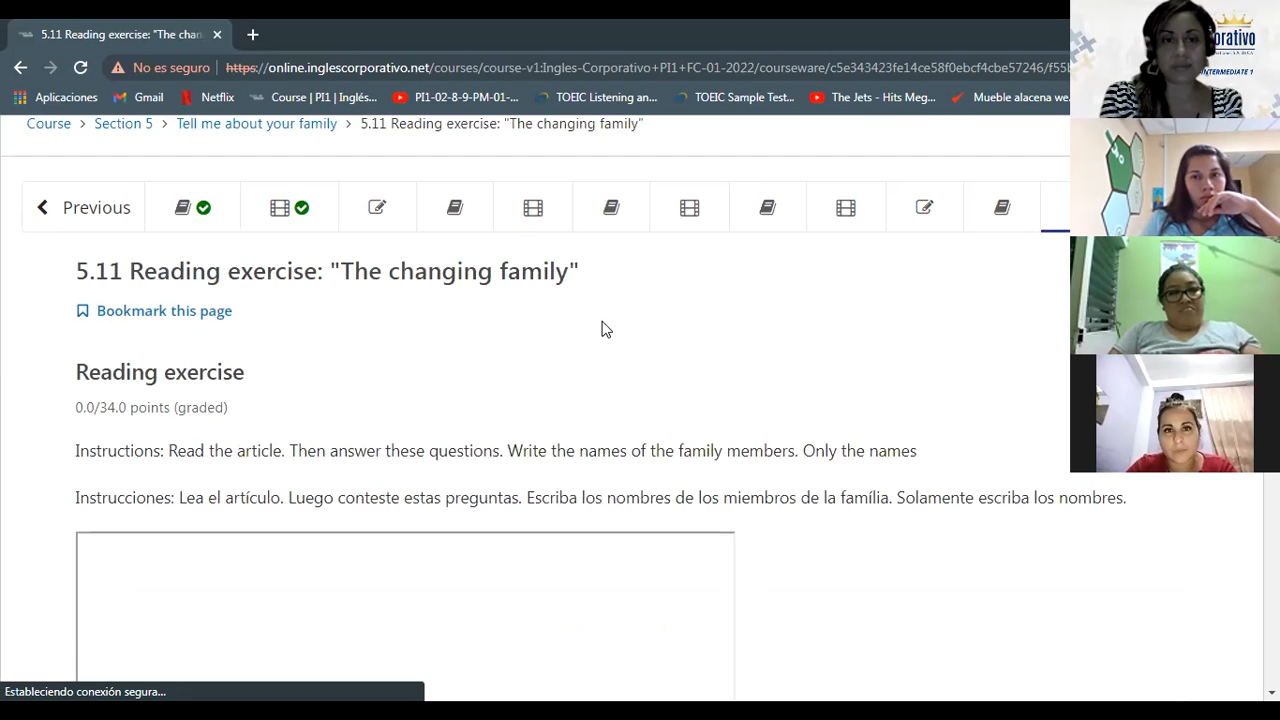 5.11 Reading exercise: "The chan
No es seguro
https://online.inglescorporativo.net/courses/course-v1:Ingles-Corporativo+PI1+FC-01-2022/courseware/c5e343423fe14ce58f0ebcf4cbe57246/f55b
Aplicaciones Gmail Netflix Course | PI1 | Inglés... PI1-02-8-9-PM-01-... TOEIC Listening an... TOEIC Sample Test... The Jets - Hits Meg... Mueble alacena we...
orativo
INTERMEDIATE 1
Course > Section 5 > Tell me about your family > 5.11 Reading exercise: "The changing family"
Previous
5.11 Reading exercise: "The changing family"
Bookmark this page
Reading exercise
0.0/34.0 points (graded)
Instructions: Read the article. Then answer these questions. Write the names of the family members. Only the names
Instrucciones: Lea el artículo. Luego conteste estas preguntas. Escriba los nombres de los miembros de la família. Solamente escriba los nombres.
Estableciendo conexión segura...